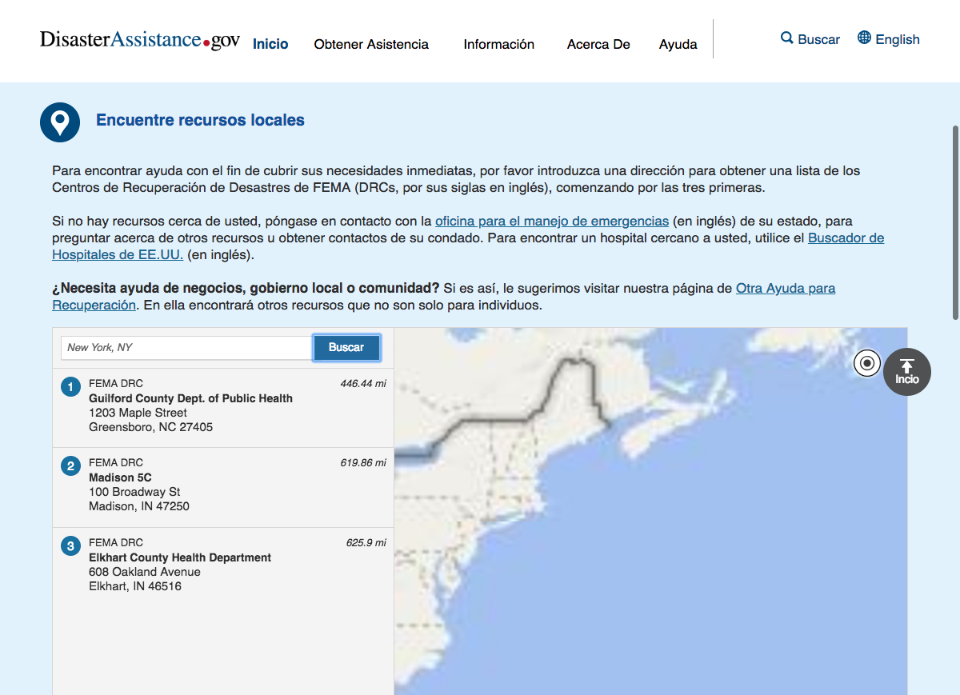 DisasterAssistance.gov
Inicio
Obtener Asistencia
Información
Acerca De
Ayuda
Buscar
English
Encuentre recursos locales
Para encontrar ayuda con el fin de cubrir sus necesidades inmediatas, por favor introduzca una dirección para obtener una lista de los
Centros de Recuperación de Desastres de FEMA (DRCs, por sus siglas en inglés), comenzando por las tres primeras.
Si no hay recursos cerca de usted, póngase en contacto con la oficina para el manejo de emergencias (en inglés) de su estado, para
preguntar acerca de otros recursos u obtener contactos de su condado. Para encontrar un hospital cercano a usted, utilice el Buscador de
Hospitales de EE.UU. (en inglés).
¿Necesita ayuda de negocios, gobierno local o comunidad? Si es así, le sugerimos visitar nuestra página de Otra Ayuda para
Recuperación. En ella encontrará otros recursos que no son solo para individuos.
New York, NY
Buscar
Incio
1
FEMA DRC
446.44 mi
Guilford County Dept. of Public Health
1203 Maple Street
Greensboro, NC 27405
2
FEMA DRC
619.86 mi
Madison 5C
100 Broadway St
Madison, IN 47250
3
FEMA DRC
625.9 mi
Elkhart County Health Department
608 Oakland Avenue
Elkhart, IN 46516